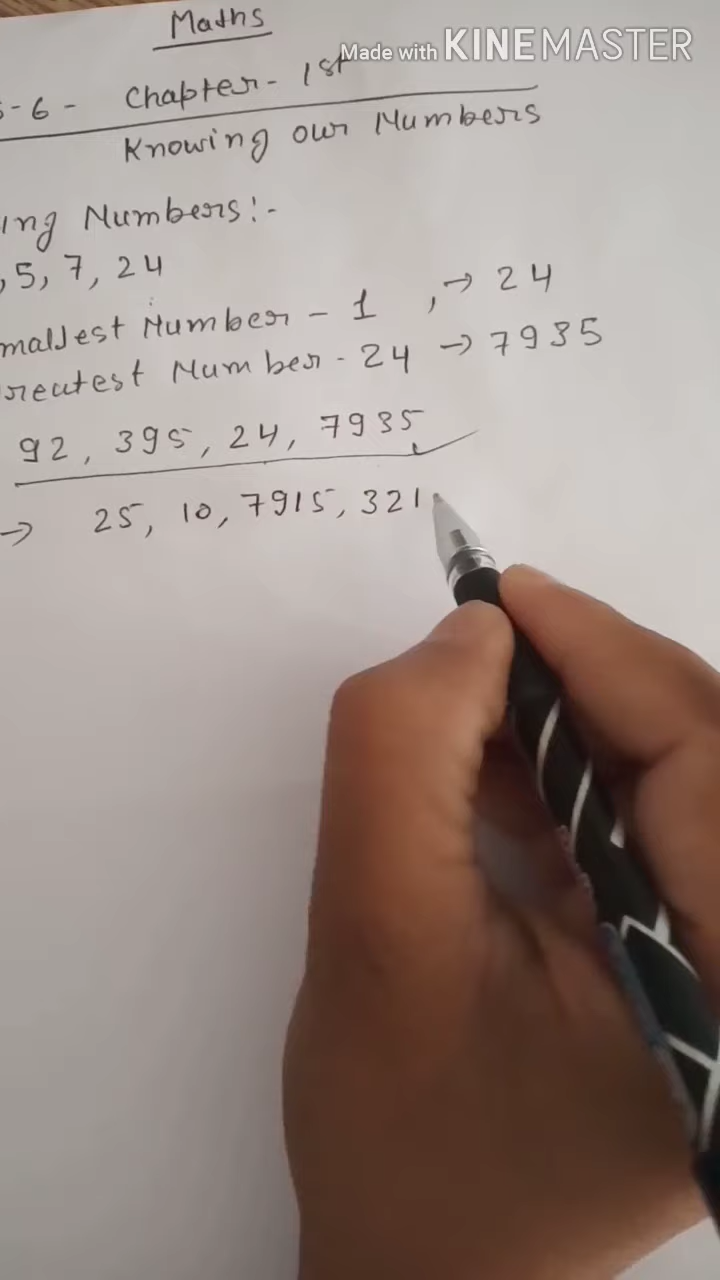 Maths
Made with KINEMASTER
-6- Chapter- 1st
Knowing our Numbers
ing Numbers:-
, 5, 7, 24
mallest Number - 1 , → 24
reatest Number - 24 → 7935
92, 395, 24, 7935
→ 25, 10, 7915, 321